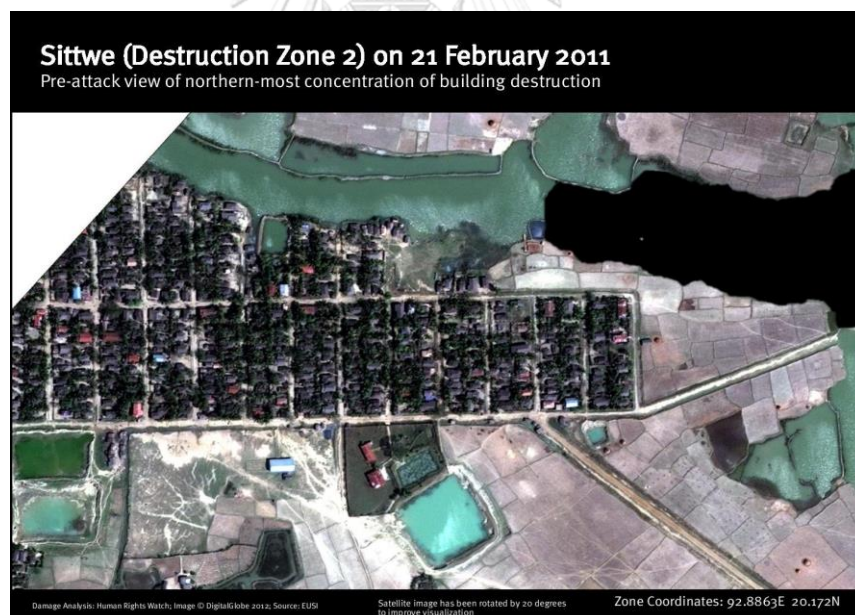 Sittwe (Destruction Zone 2) on 21 February 2011
Pre-attack view of northern-most concentration of building destruction
Damage Analysis: Human Rights Watch; Image © DigitalGlobe 2012; Source: EUSI
Satellite image has been rotated by 20 degrees
to improve visualization
Zone Coordinates: 92.8863E 20.172N